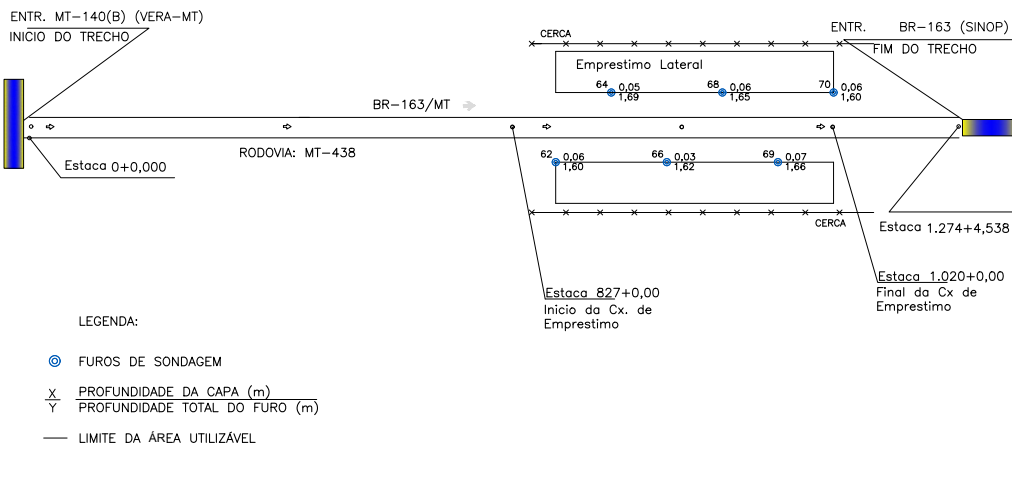 ENTR. MT-140(B) (VERA-MT)
INICIO DO TRECHO
CERCA
ENTR. BR-163 (SINOP)
FIM DO TRECHO
Emprestimo Lateral
64 0,05
1,69
68 0,06
1,65
70 0,06
1,60
BR-163/MT
RODOVIA: MT-438
Estaca 0+0,000
62 0,06
1,60
66 0,03
1,62
69 0,07
1,66
CERCA
Estaca 1.274+4,538
Estaca 827+0,00
Inicio da Cx. de
Emprestimo
Estaca 1.020+0,00
Final da Cx de
Emprestimo
LEGENDA:
FUROS DE SONDAGEM
X PROFUNDIDADE DA CAPA (m)
Y PROFUNDIDADE TOTAL DO FURO (m)
LIMITE DA ÁREA UTILIZÁVEL